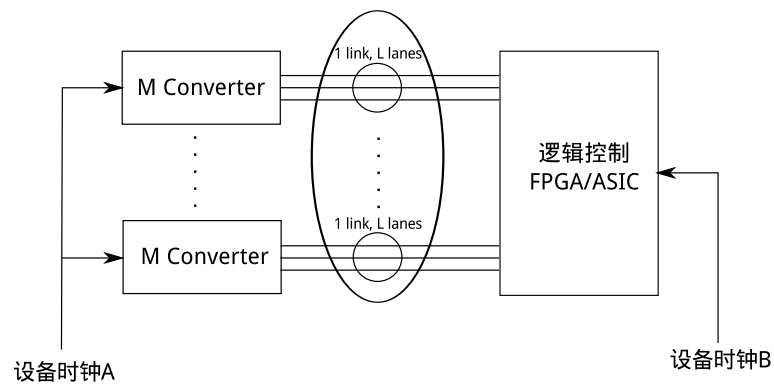 1 link, L lanes
M Converter
逻辑控制
FPGA/ASIC
1 link, L lanes
M Converter
设备时钟A
设备时钟B